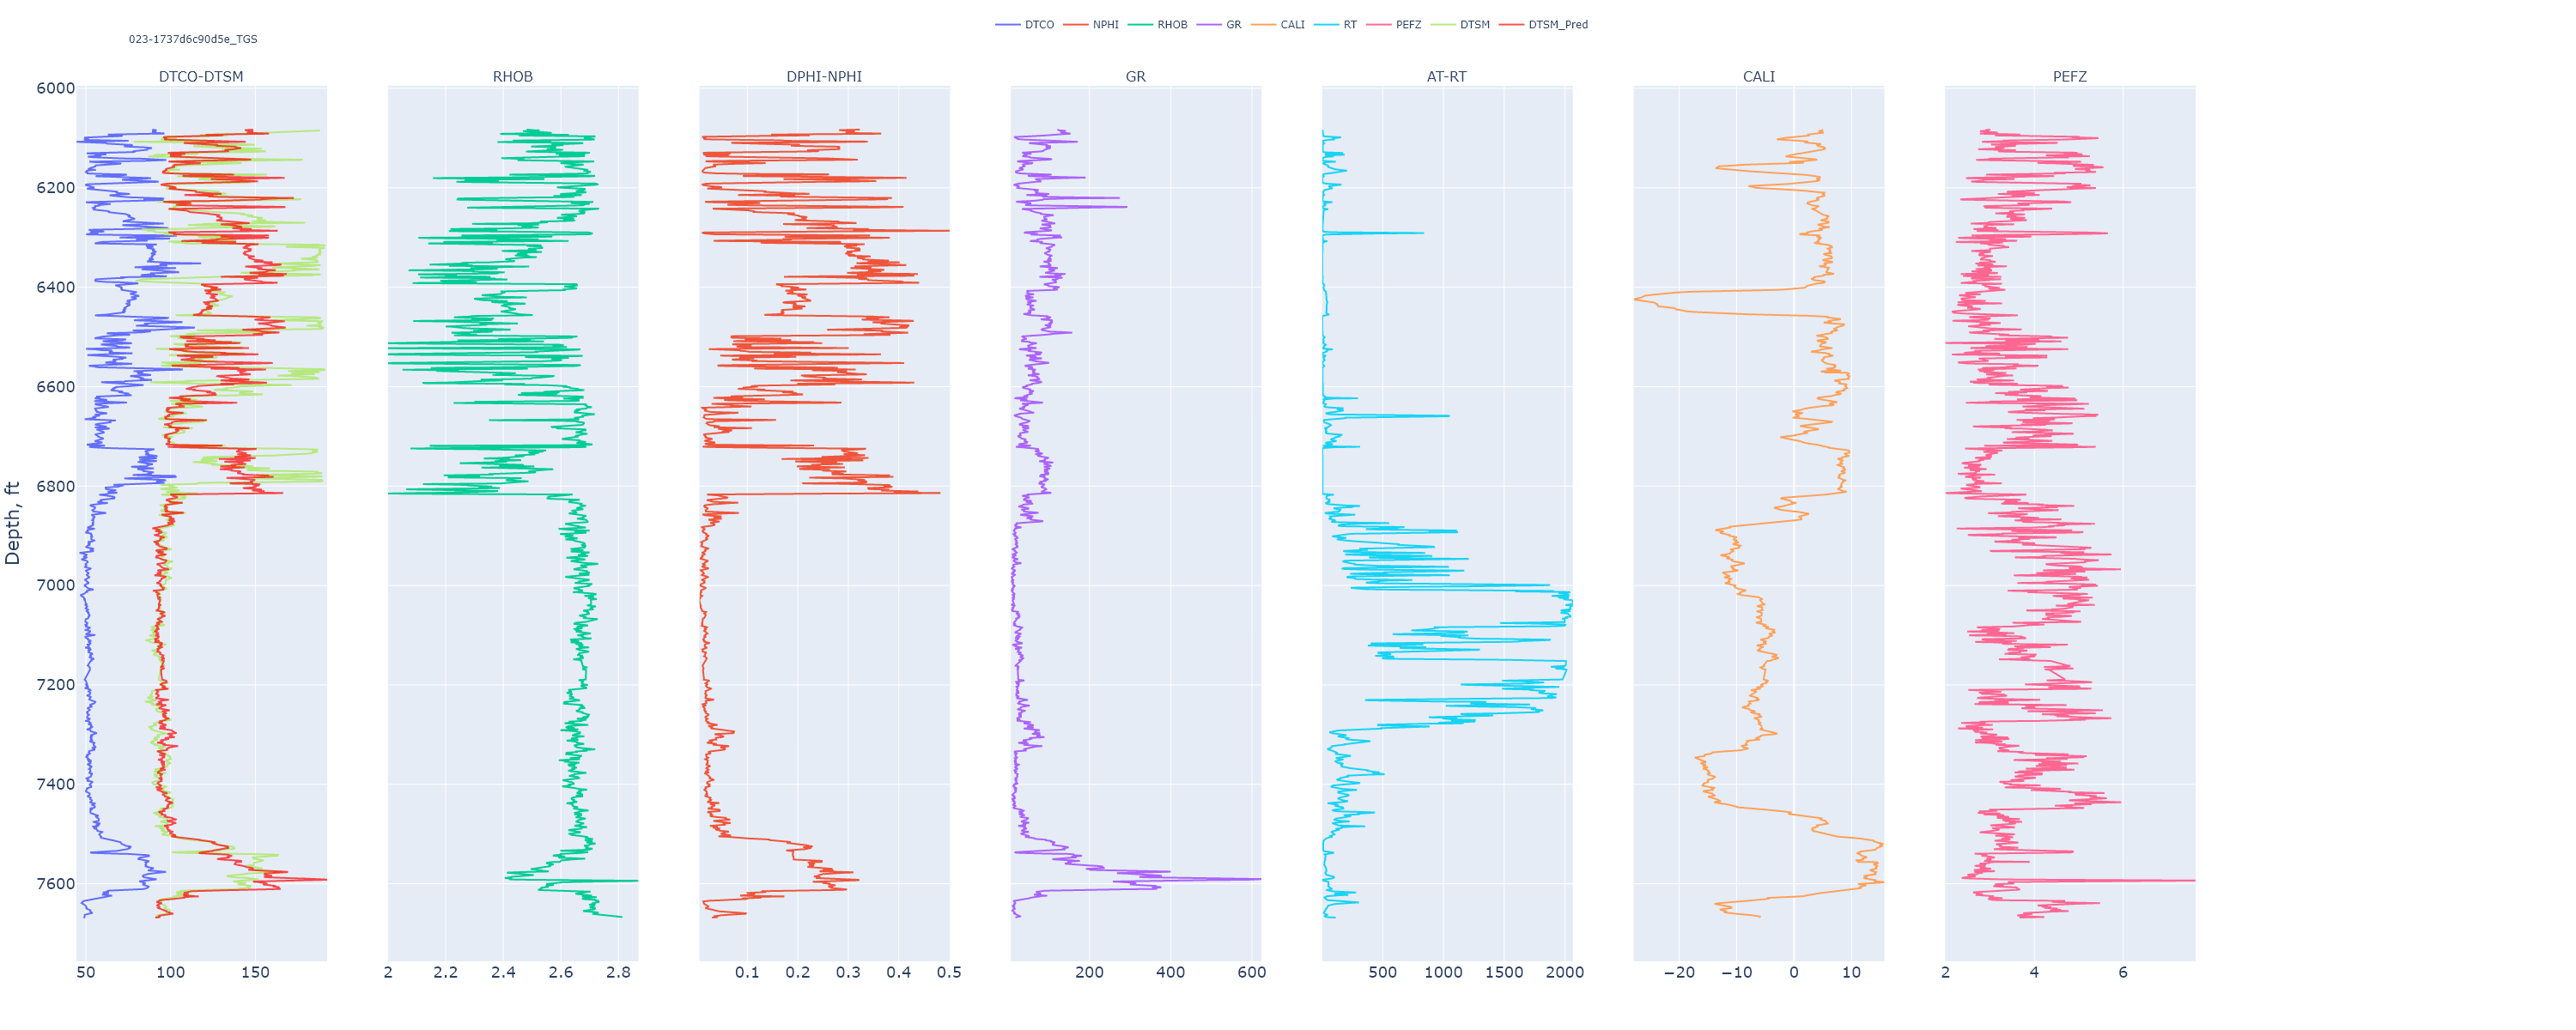 DTCO NPHI RHOB GR CALI RT PEFZ DTSM DTSM_Pred
023-1737d6c90d5e_TGS
DTCO-DTSM RHOB DPHI-NPHI GR AT-RT CALI PEFZ
6000
6200
6400
6600
6800
7000
7200
7400
7600
Depth, ft
50 100 150 2 2.2 2.4 2.6 2.8 0.1 0.2 0.3 0.4 0.5 200 400 600 500 1000 1500 2000 −20 −10 0 10 2 4 6